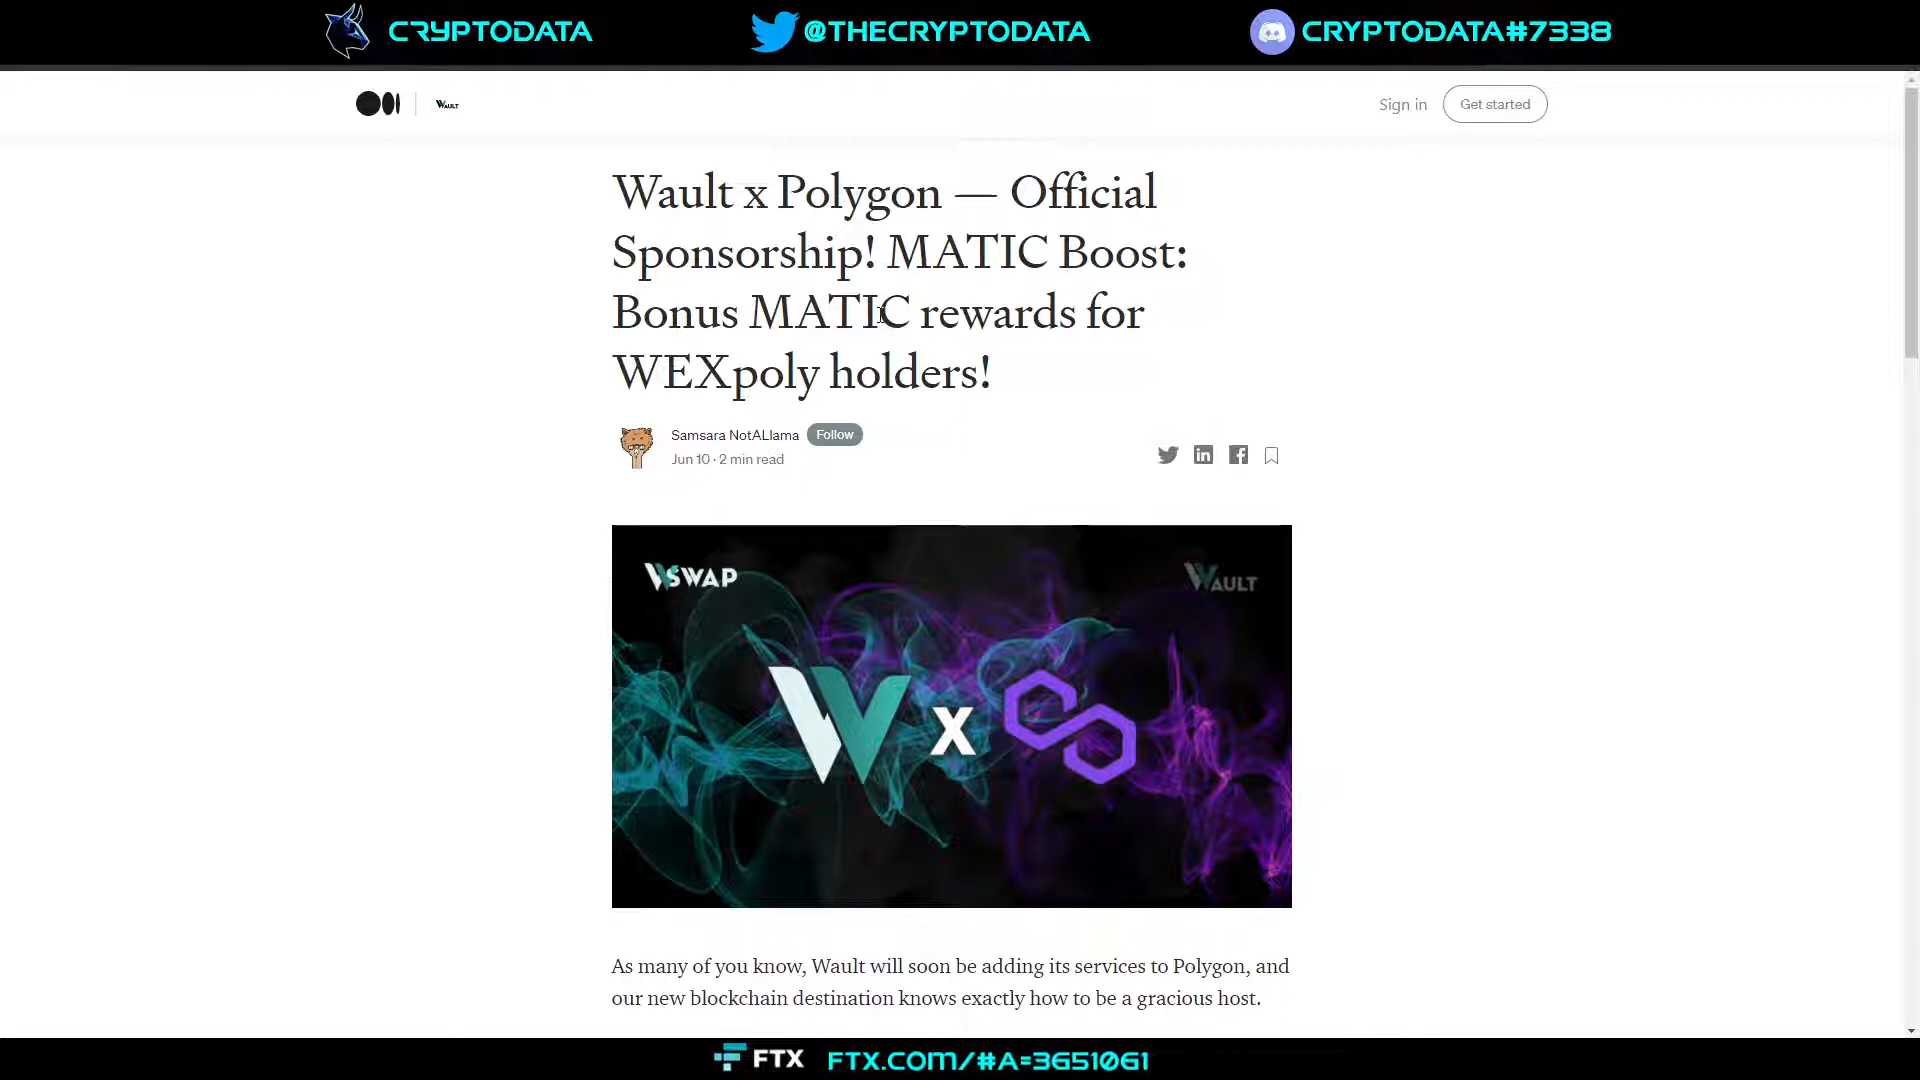 CRYPTODATA @THECRYPTODATA CRYPTODATA#7338
WAULT Sign in Get started
Wault x Polygon — Official
Sponsorship! MATIC Boost:
Bonus MATIC rewards for
WEXpoly holders!
Samsara NotALlama Follow
Jun 10 · 2 min read
WSWAP WAULT
W x
As many of you know, Wault will soon be adding its services to Polygon, and
our new blockchain destination knows exactly how to be a gracious host.
FTX FTX.COM/#A=3651061